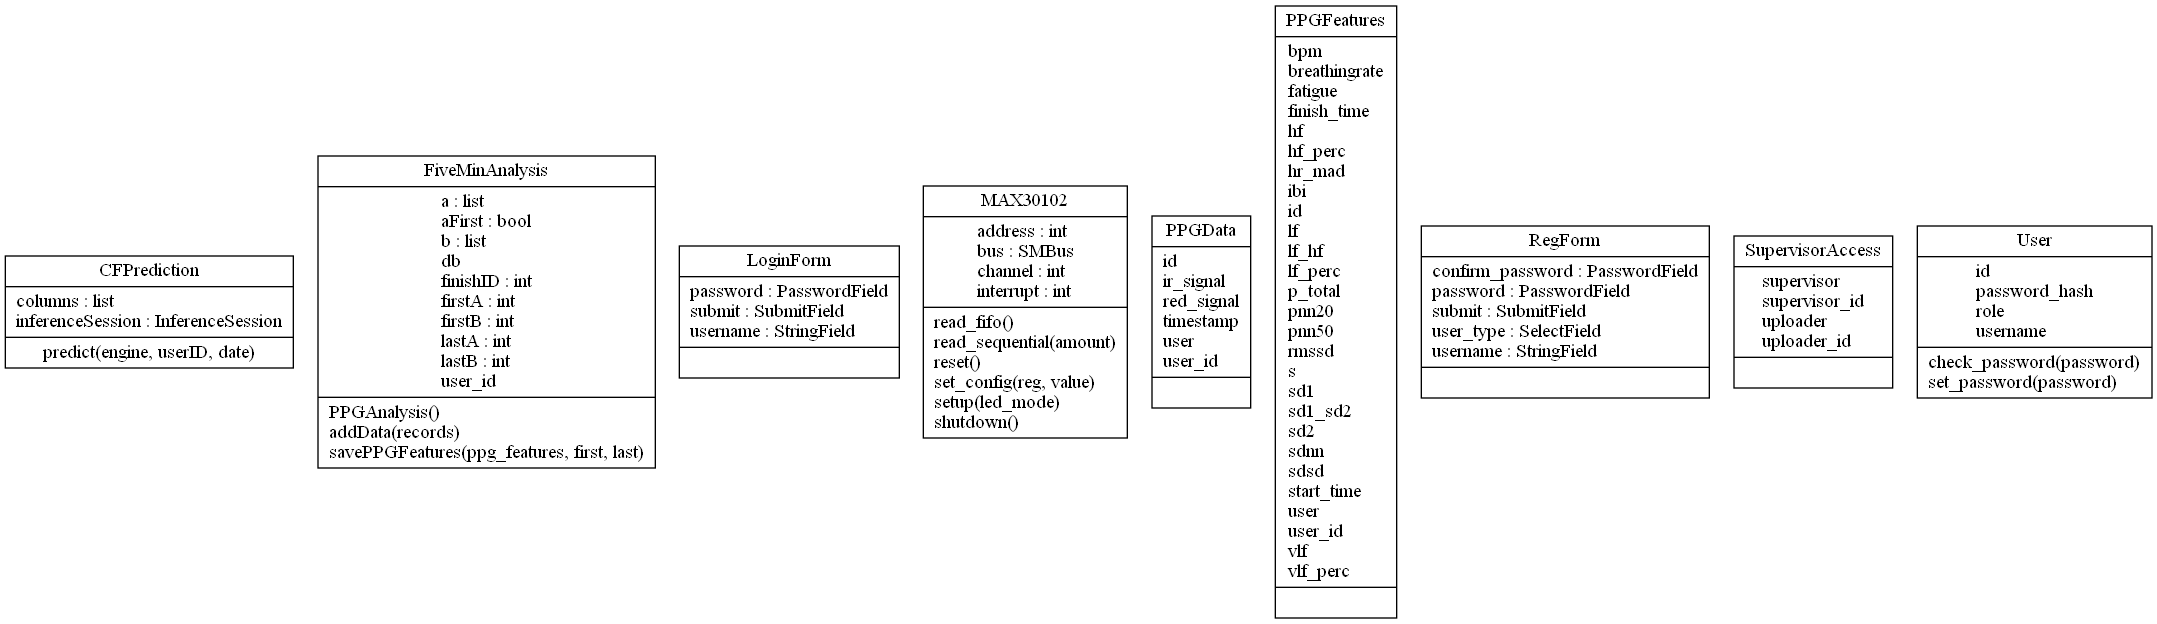 CFPrediction
columns : list
inferenceSession : InferenceSession
predict(engine, userID, date)
FiveMinAnalysis
a : list
aFirst : bool
b : list
db
finishID : int
firstA : int
firstB : int
lastA : int
lastB : int
user_id
PPGAnalysis()
addData(records)
savePPGFeatures(ppg_features, first, last)
LoginForm
password : PasswordField
submit : SubmitField
username : StringField
MAX30102
address : int
bus : SMBus
channel : int
interrupt : int
read_fifo()
read_sequential(amount)
reset()
set_config(reg, value)
setup(led_mode)
shutdown()
PPGData
id
ir_signal
red_signal
timestamp
user
user_id
PPGFeatures
bpm
breathingrate
fatigue
finish_time
hf
hf_perc
hr_mad
ibi
id
lf
lf_hf
lf_perc
p_total
pnn20
pnn50
rmssd
s
sd1
sd1_sd2
sd2
sdnn
sdsd
start_time
user
user_id
vlf
vlf_perc
RegForm
confirm_password : PasswordField
password : PasswordField
submit : SubmitField
user_type : SelectField
username : StringField
SupervisorAccess
supervisor
supervisor_id
uploader
uploader_id
User
id
password_hash
role
username
check_password(password)
set_password(password)